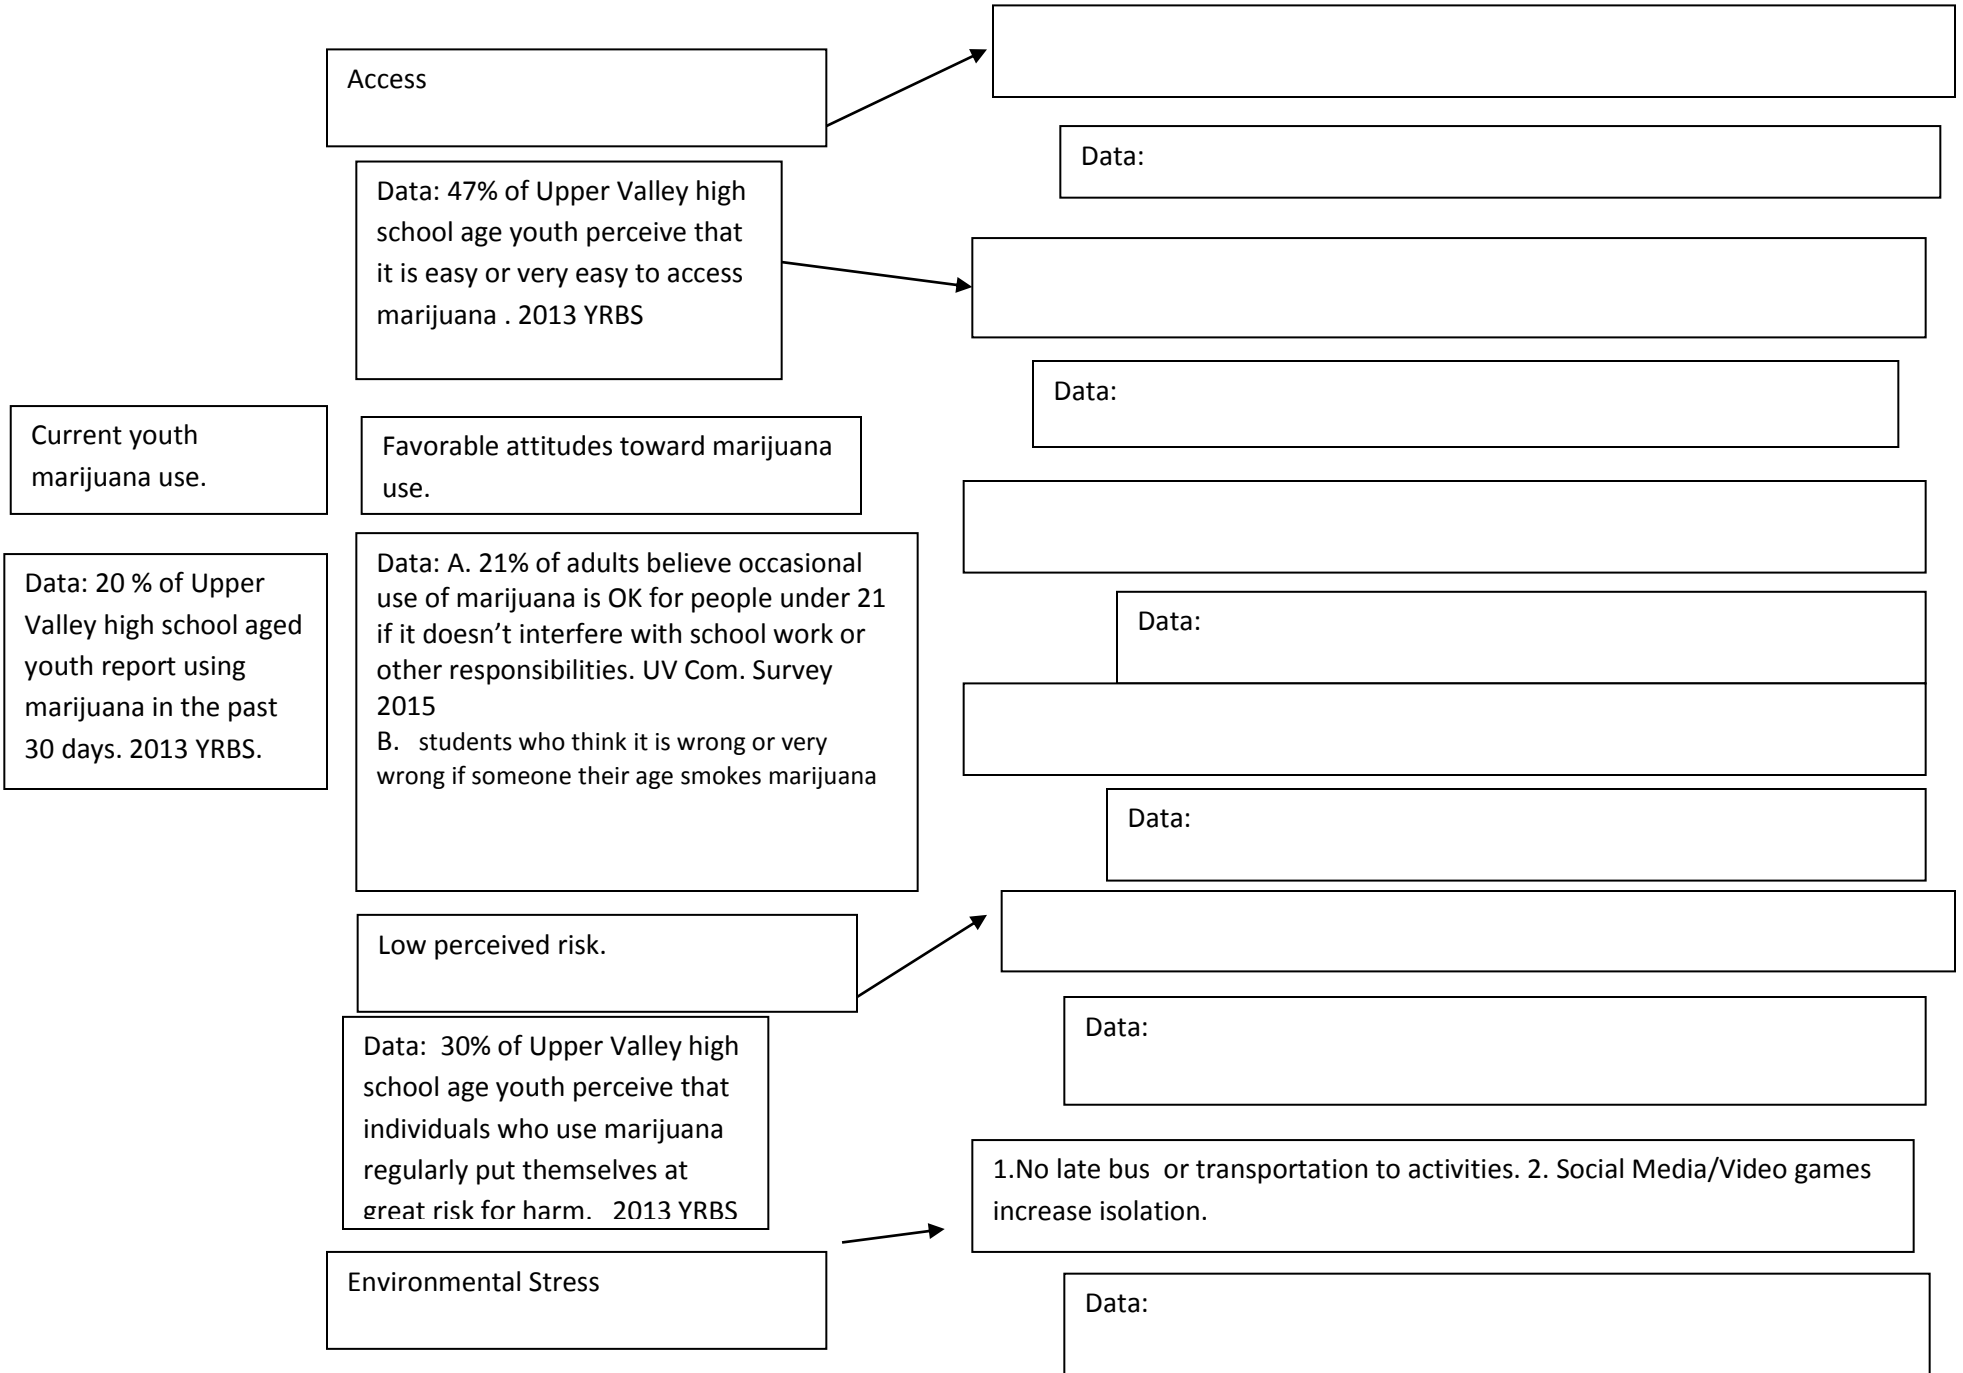 Access
Data:
Data: 47% of Upper Valley high
school age youth perceive that
it is easy or very easy to access
marijuana . 2013 YRBS
Data:
Current youth
marijuana use.
Favorable attitudes toward marijuana
use.
Data: 20 % of Upper
Valley high school aged
youth report using
marijuana in the past
30 days. 2013 YRBS.
Data: A. 21% of adults believe occasional
use of marijuana is OK for people under 21
if it doesn’t interfere with school work or
other responsibilities. UV Com. Survey
2015
B. students who think it is wrong or very
wrong if someone their age smokes marijuana
Data:
Data:
Low perceived risk.
Data:
Data: 30% of Upper Valley high
school age youth perceive that
individuals who use marijuana
regularly put themselves at
great risk for harm. 2013 YRBS
1.No late bus or transportation to activities. 2. Social Media/Video games
increase isolation.
Environmental Stress
Data: